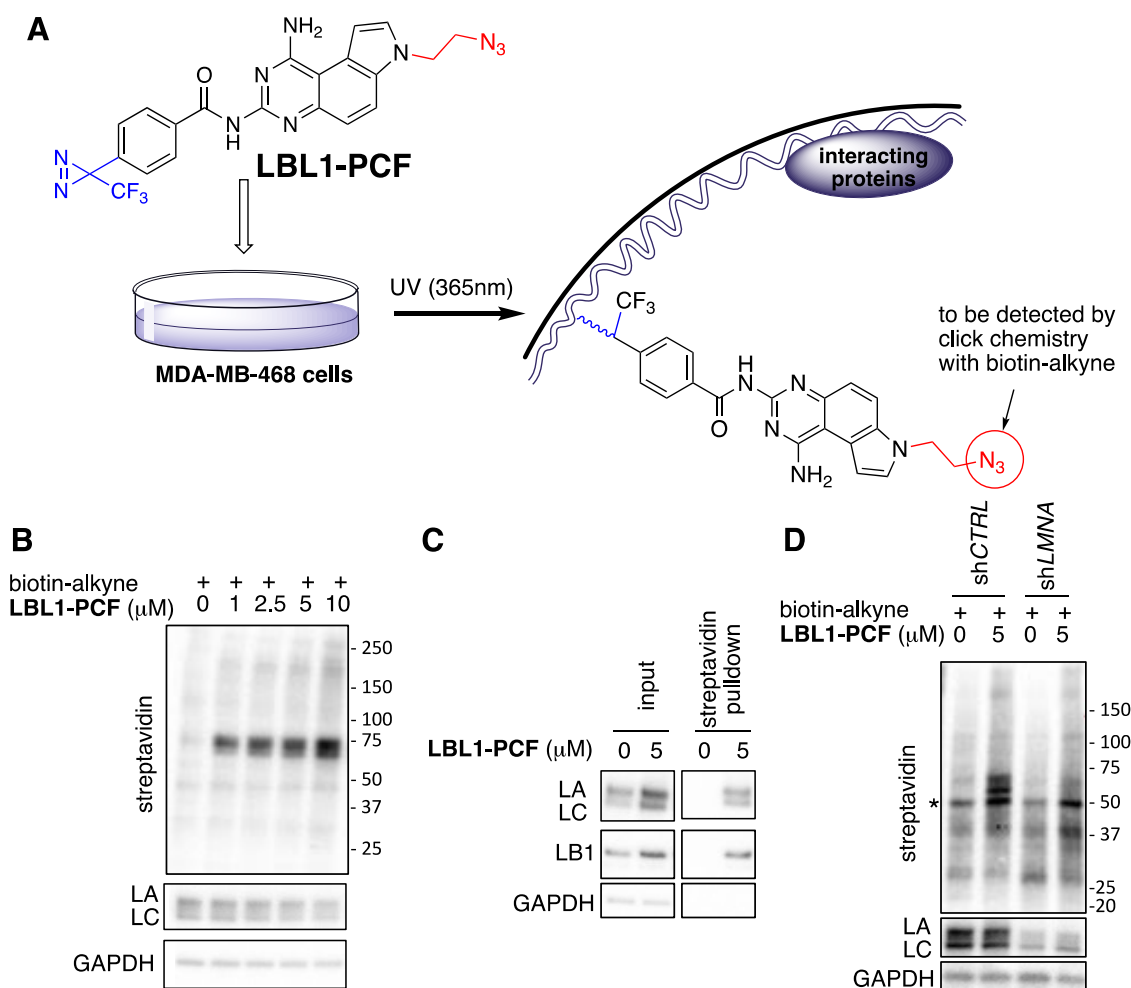 A
NH2
N
N
N
N3
O
N
H
N
N
CF3
LBL1-PCF
MDA-MB-468 cells
UV (365nm)
interacting
proteins
CF3
to be detected by
click chemistry
with biotin-alkyne
H
N
N
O
N
N
NH2
N3
B
biotin-alkyne + + + + +
LBL1-PCF (μM) 0 1 2.5 5 10
streptavidin
- 250
- 150
- 100
- 75
- 50
- 37
- 25
LA
LC
GAPDH
C
input
streptavidin
pulldown
LBL1-PCF (μM) 0 5 0 5
LA
LC
LB1
GAPDH
D
shCTRL
shLMNA
biotin-alkyne + + + +
LBL1-PCF (μM) 0 5 0 5
streptavidin
*
- 150
- 100
- 75
- 50
- 37
- 25
- 20
LA
LC
GAPDH